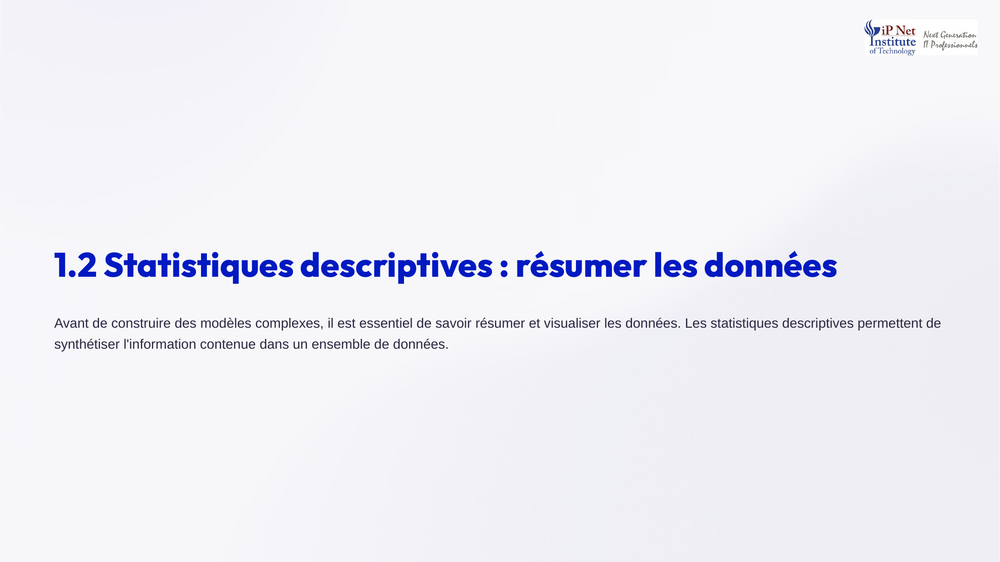 iP Net
Institute
of Technology
Next Generation
IT Professionnels
1.2 Statistiques descriptives : résumer les données
Avant de construire des modèles complexes, il est essentiel de savoir résumer et visualiser les données. Les statistiques descriptives permettent de
synthétiser l'information contenue dans un ensemble de données.